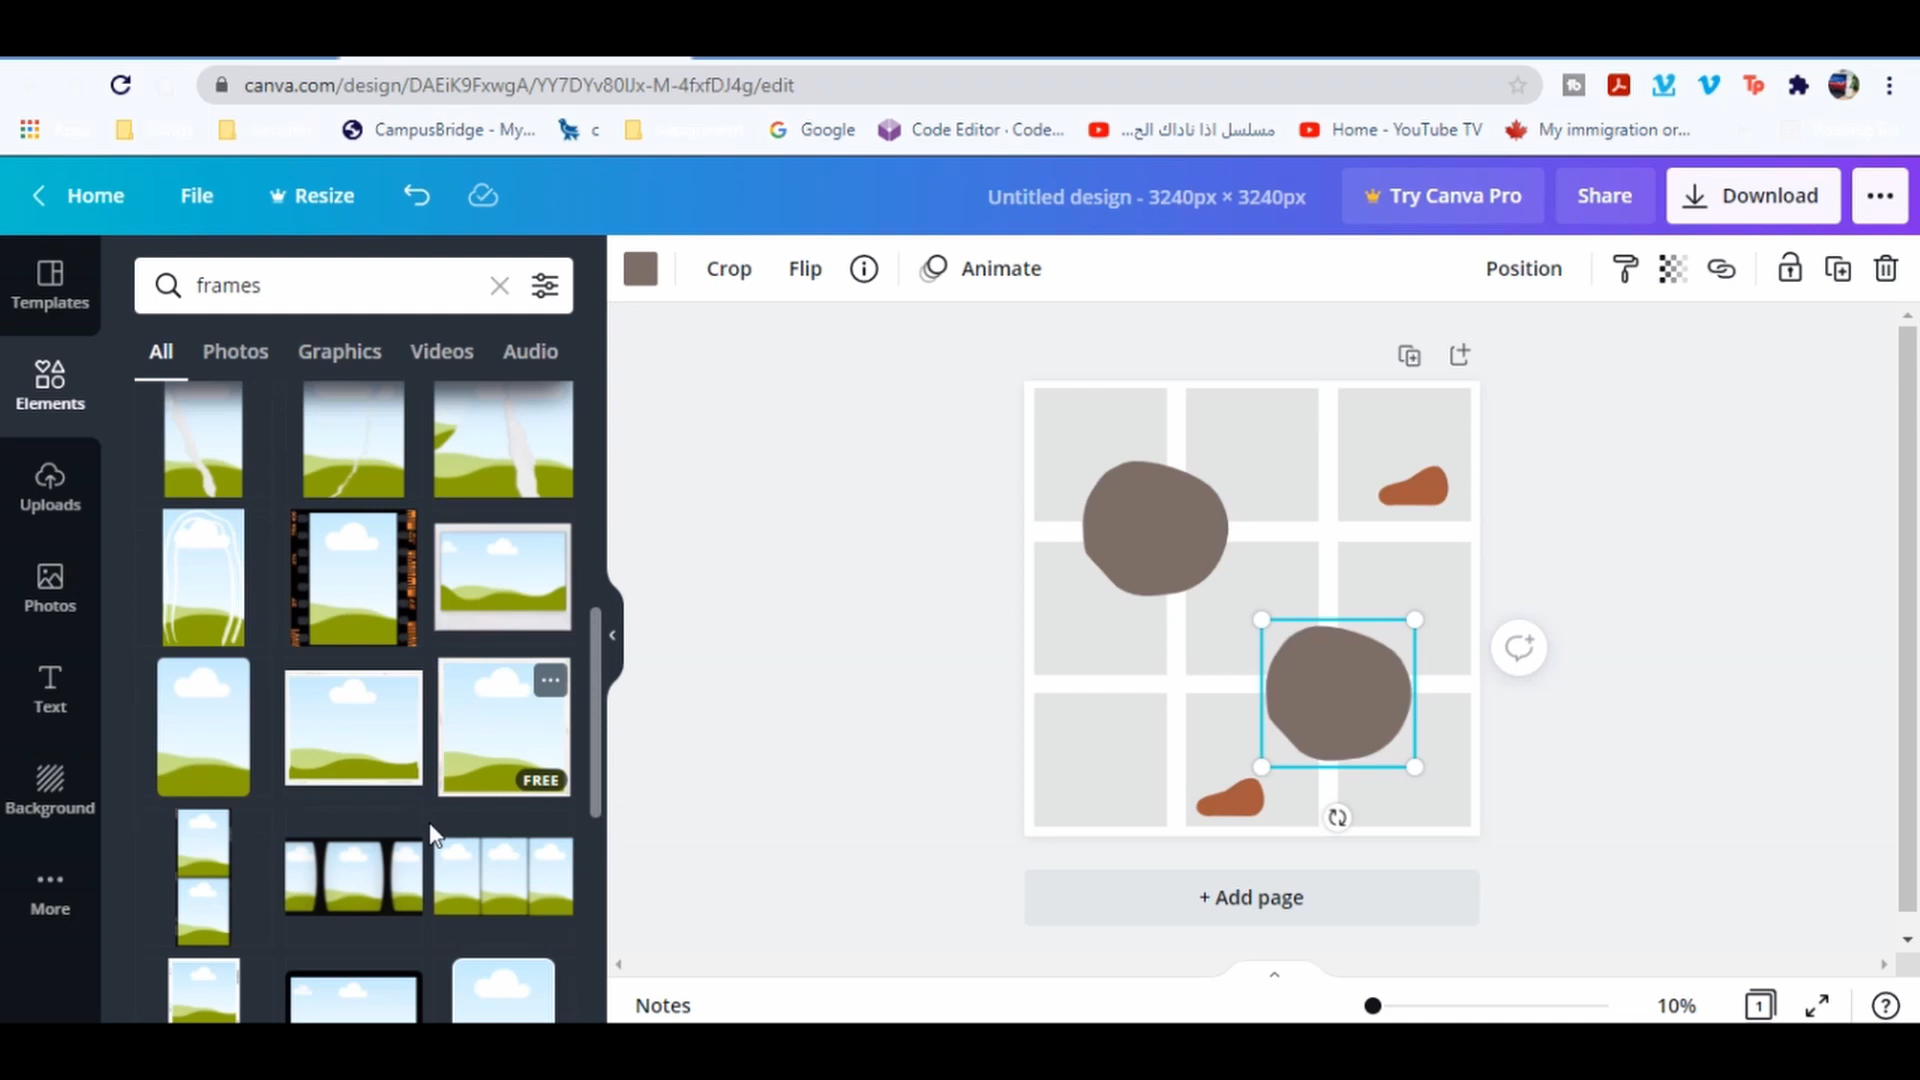 canva.com/design/DAEiK9FxwgA/YY7DYv80lJx-M-4fxfDJ4g/edit
CampusBridge - My... c Google Code Editor · Code... مسلسل اذا ناداك الح... Home - YouTube TV My immigration or...
Home File Resize Untitled design - 3240px × 3240px Try Canva Pro Share Download
Templates
Elements
Uploads
Photos
Text
Background
More
frames
All Photos Graphics Videos Audio
FREE
Crop Flip Animate Position
+ Add page
Notes 10% 1